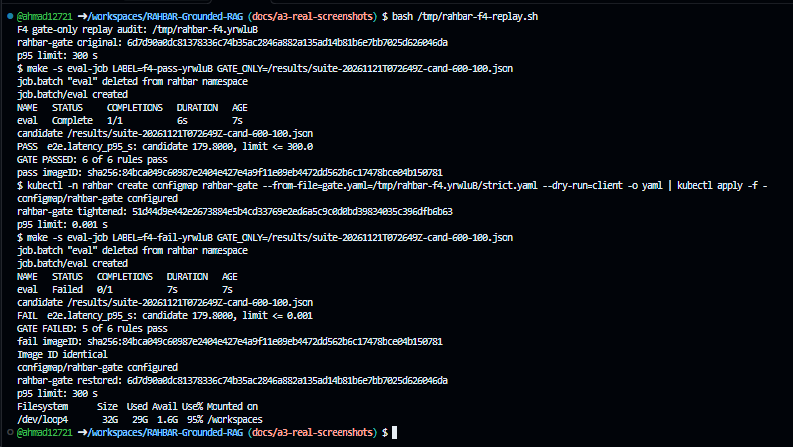 @ahmad12721 ➜/workspaces/RAHBAR-Grounded-RAG (docs/a3-real-screenshots) $ bash /tmp/rahbar-f4-replay.sh
F4 gate-only replay audit: /tmp/rahbar-f4.yrwluB
rahbar-gate original: 6d7d90a0dc81378336c74b35ac2846a882a135ad14b81b6e7bb7025d626046da
p95 limit: 300 s
$ make -s eval-job LABEL=f4-pass-yrwluB GATE_ONLY=/results/suite-20261121T072649Z-cand-600-100.json
job.batch "eval" deleted from rahbar namespace
job.batch/eval created
NAME   STATUS     COMPLETIONS   DURATION   AGE
eval   Complete   1/1           6s         7s
candidate /results/suite-20261121T072649Z-cand-600-100.json
PASS  e2e.latency_p95_s: candidate 179.8000, limit <= 300.0
GATE PASSED: 6 of 6 rules pass
pass imageID: sha256:84bca049c60987e2404e427e4a9f11e09eb4472dd562b6c17478bce04b150781
$ kubectl -n rahbar create configmap rahbar-gate --from-file=gate.yaml=/tmp/rahbar-f4.yrwluB/strict.yaml --dry-run=client -o yaml | kubectl apply -f -
configmap/rahbar-gate configured
rahbar-gate tightened: 51d44d9e442e2673884e5b4cd33769e2ed6a5c9c0d0bd39834035c396dfb6b63
p95 limit: 0.001 s
$ make -s eval-job LABEL=f4-fail-yrwluB GATE_ONLY=/results/suite-20261121T072649Z-cand-600-100.json
job.batch "eval" deleted from rahbar namespace
job.batch/eval created
NAME   STATUS   COMPLETIONS   DURATION   AGE
eval   Failed   0/1           7s         7s
candidate /results/suite-20261121T072649Z-cand-600-100.json
FAIL  e2e.latency_p95_s: candidate 179.8000, limit <= 0.001
GATE FAILED: 5 of 6 rules pass
fail imageID: sha256:84bca049c60987e2404e427e4a9f11e09eb4472dd562b6c17478bce04b150781
Image ID identical
configmap/rahbar-gate configured
rahbar-gate restored: 6d7d90a0dc81378336c74b35ac2846a882a135ad14b81b6e7bb7025d626046da
p95 limit: 300 s
Filesystem      Size  Used Avail Use% Mounted on
/dev/loop4       32G   29G  1.6G  95% /workspaces
@ahmad12721 ➜/workspaces/RAHBAR-Grounded-RAG (docs/a3-real-screenshots) $